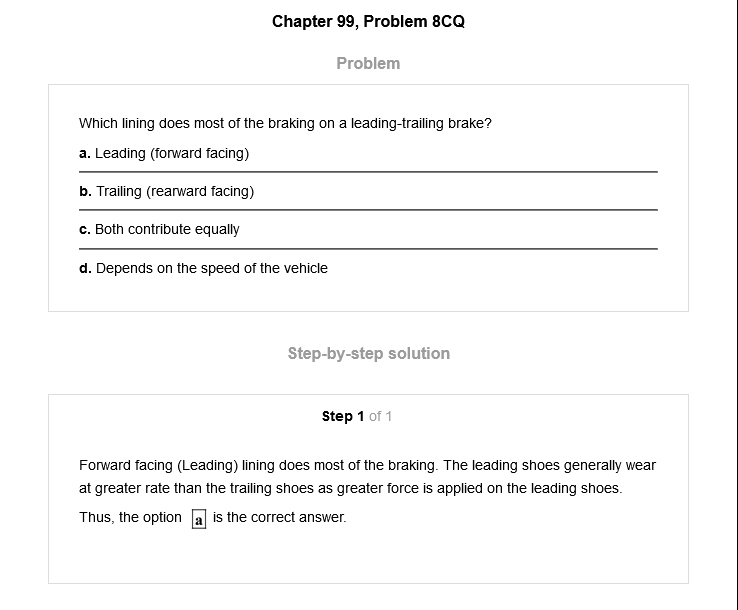 Chapter 99, Problem 8CQ
Problem
Which lining does most of the braking on a leading-trailing brake?
a. Leading (forward facing)
b. Trailing (rearward facing)
c. Both contribute equally
d. Depends on the speed of the vehicle
Step-by-step solution
Step 1 of 1
Forward facing (Leading) lining does most of the braking. The leading shoes generally wear
at greater rate than the trailing shoes as greater force is applied on the leading shoes.
Thus, the option a is the correct answer.